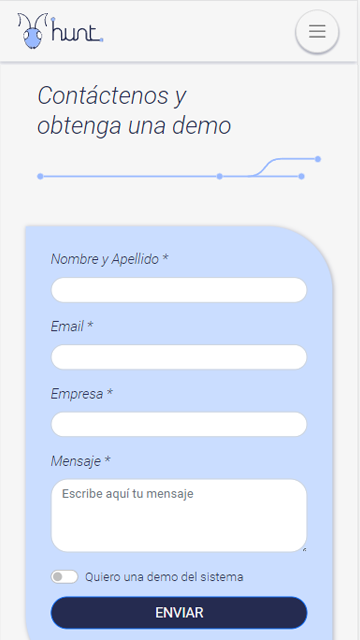 hunt
Contáctenos y
obtenga una demo
Nombre y Apellido *
Email *
Empresa *
Mensaje *
Escribe aquí tu mensaje
Quiero una demo del sistema
ENVIAR